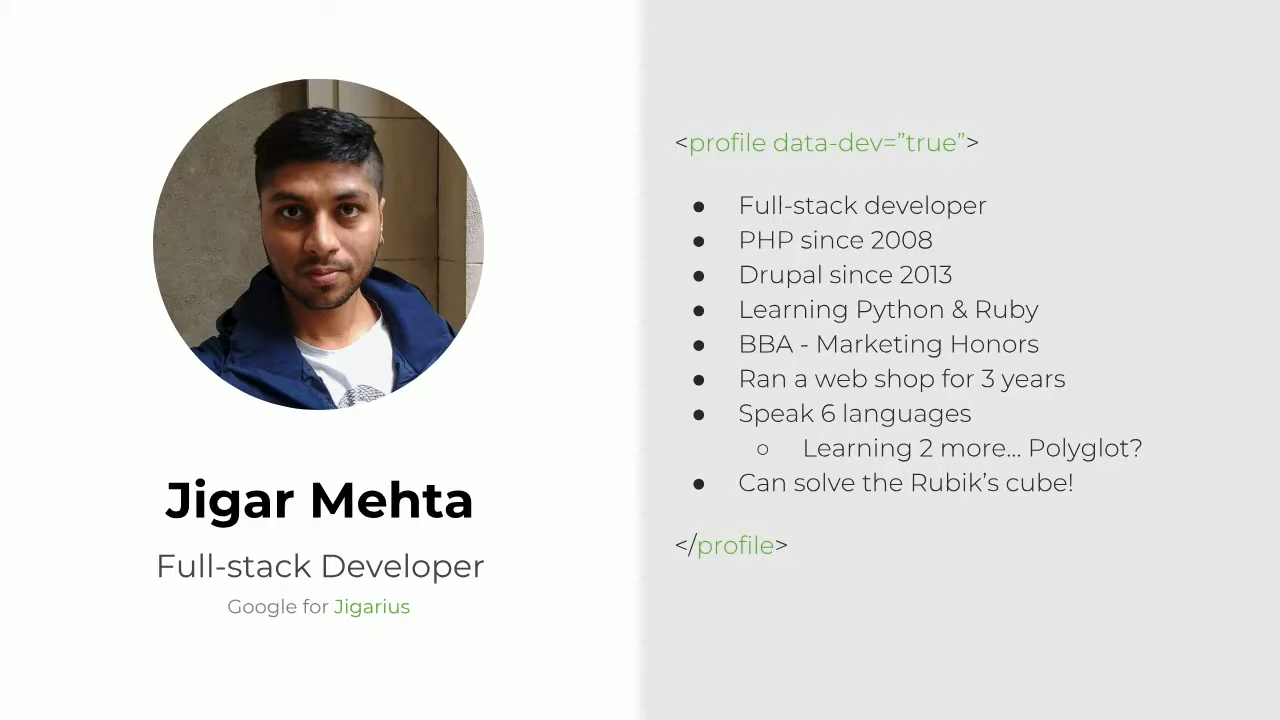 Jigar Mehta
Full-stack Developer
Google for Jigarius
<profile data-dev=”true”>
● Full-stack developer
● PHP since 2008
● Drupal since 2013
● Learning Python & Ruby
● BBA - Marketing Honors
● Ran a web shop for 3 years
● Speak 6 languages
○ Learning 2 more... Polyglot?
● Can solve the Rubik’s cube!
</profile>